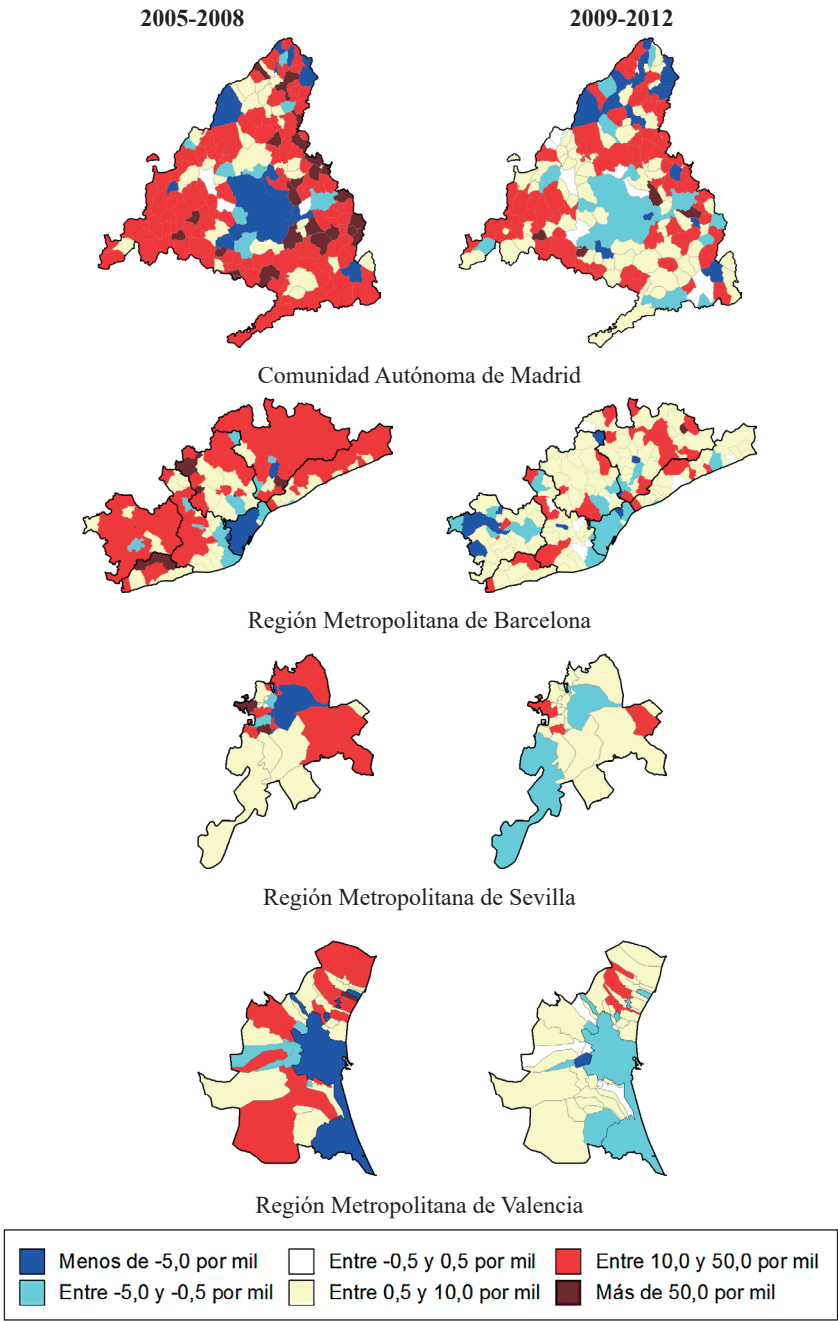 2005-2008 2009-2012
Comunidad Autónoma de Madrid
Región Metropolitana de Barcelona
Región Metropolitana de Sevilla
Región Metropolitana de Valencia
Menos de -5,0 por mil Entre -0,5 y 0,5 por mil Entre 10,0 y 50,0 por mil
Entre -5,0 y -0,5 por mil Entre 0,5 y 10,0 por mil Más de 50,0 por mil